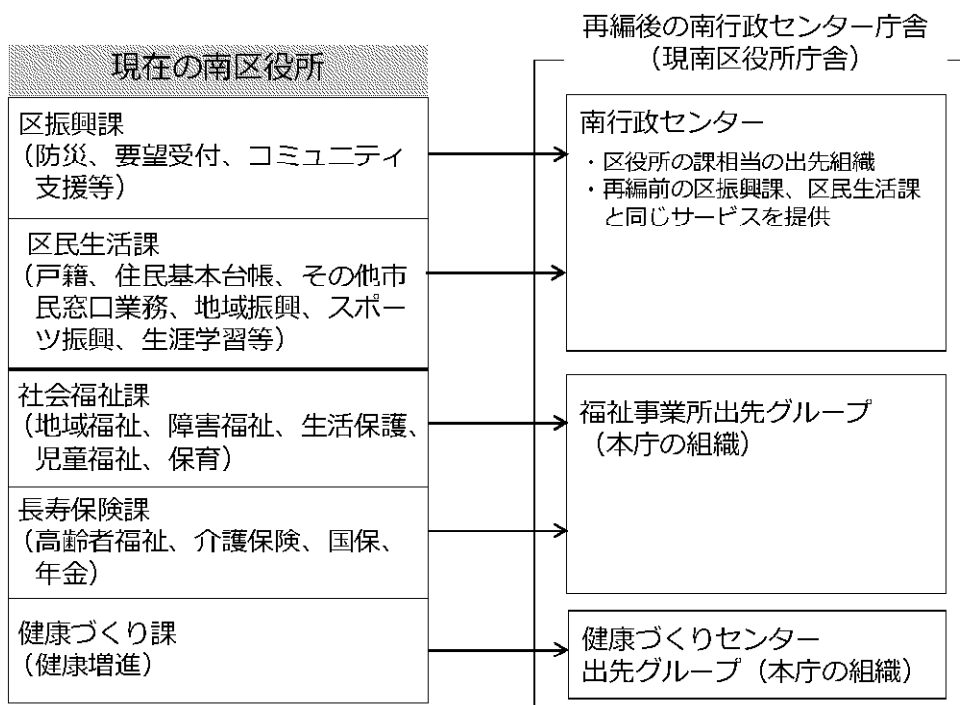 現在の南区役所
区振興課
（防災、要望受付、コミュニティ
支援等）
区民生活課
（戸籍、住民基本台帳、その他市
民窓口業務、地域振興、スポー
ツ振興、生涯学習等）
社会福祉課
（地域福祉、障害福祉、生活保護、
児童福祉、保育）
長寿保険課
（高齢者福祉、介護保険、国保、
年金）
健康づくり課
（健康増進）
再編後の南行政センター庁舎
（現南区役所庁舎）
南行政センター
・区役所の課相当の出先組織
・再編前の区振興課、区民生活課
と同じサービスを提供
福祉事業所出先グループ
（本庁の組織）
健康づくりセンター
出先グループ（本庁の組織）